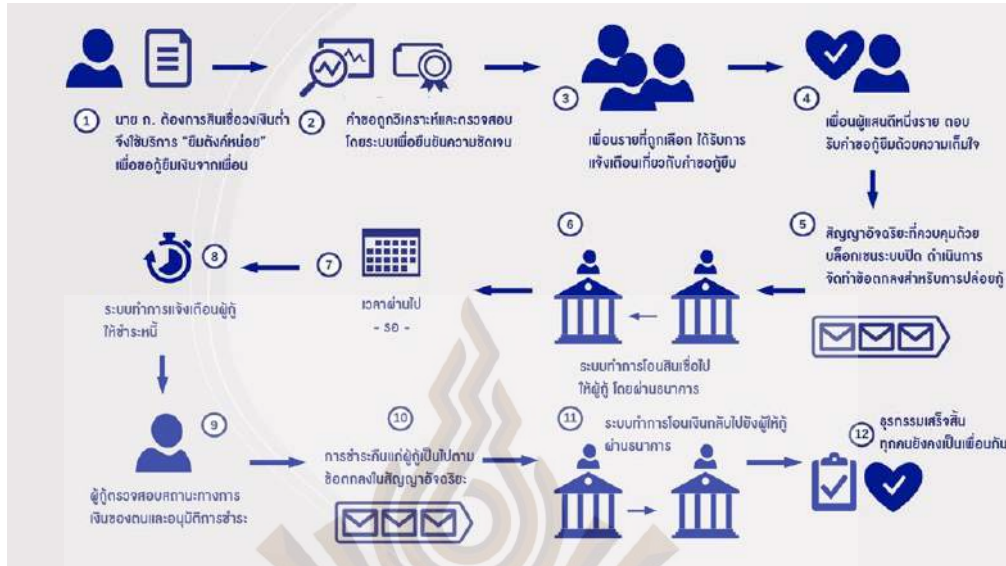 1
นาย ก. ต้องการสินเชื่อวงเงินต่ำ
จึงใช้บริการ “ยืมตังค์หน่อย”
เพื่อขอกู้ยืมเงินจากเพื่อน
2
คำขอถูกวิเคราะห์และตรวจสอบ
โดยระบบเพื่อยืนยันความชัดเจน
3
เพื่อนรายที่ถูกเลือก ได้รับการ
แจ้งเตือนเกี่ยวกับคำขอกู้ยืม
4
เพื่อนผู้แสนดีหนึ่งราย ตอบ
รับคำขอกู้ยืมด้วยความเต็มใจ
5
สัญญาอัจฉริยะที่ควบคุมด้วย
บล็อกเชนระบบปิด ดำเนินการ
จัดทำข้อตกลงสำหรับการปล่อยกู้
6
ระบบทำการโอนสินเชื่อไป
ให้ผู้กู้ โดยผ่านธนาคาร
7
เวลาผ่านไป
- รอ -
8
ระบบทำการแจ้งเตือนผู้กู้
ให้ชำระหนี้
9
ผู้กู้ตรวจสอบสถานะทางการ
เงินของตนและอนุมัติการชำระ
10
การชำระคืนแก่ผู้กู้เป็นไปตาม
ข้อตกลงในสัญญาอัจฉริยะ
11
ระบบทำการโอนเงินกลับไปยังผู้ให้กู้
ผ่านธนาคาร
12
ธุรกรรมเสร็จสิ้น
ทุกคนยังคงเป็นเพื่อนกัน